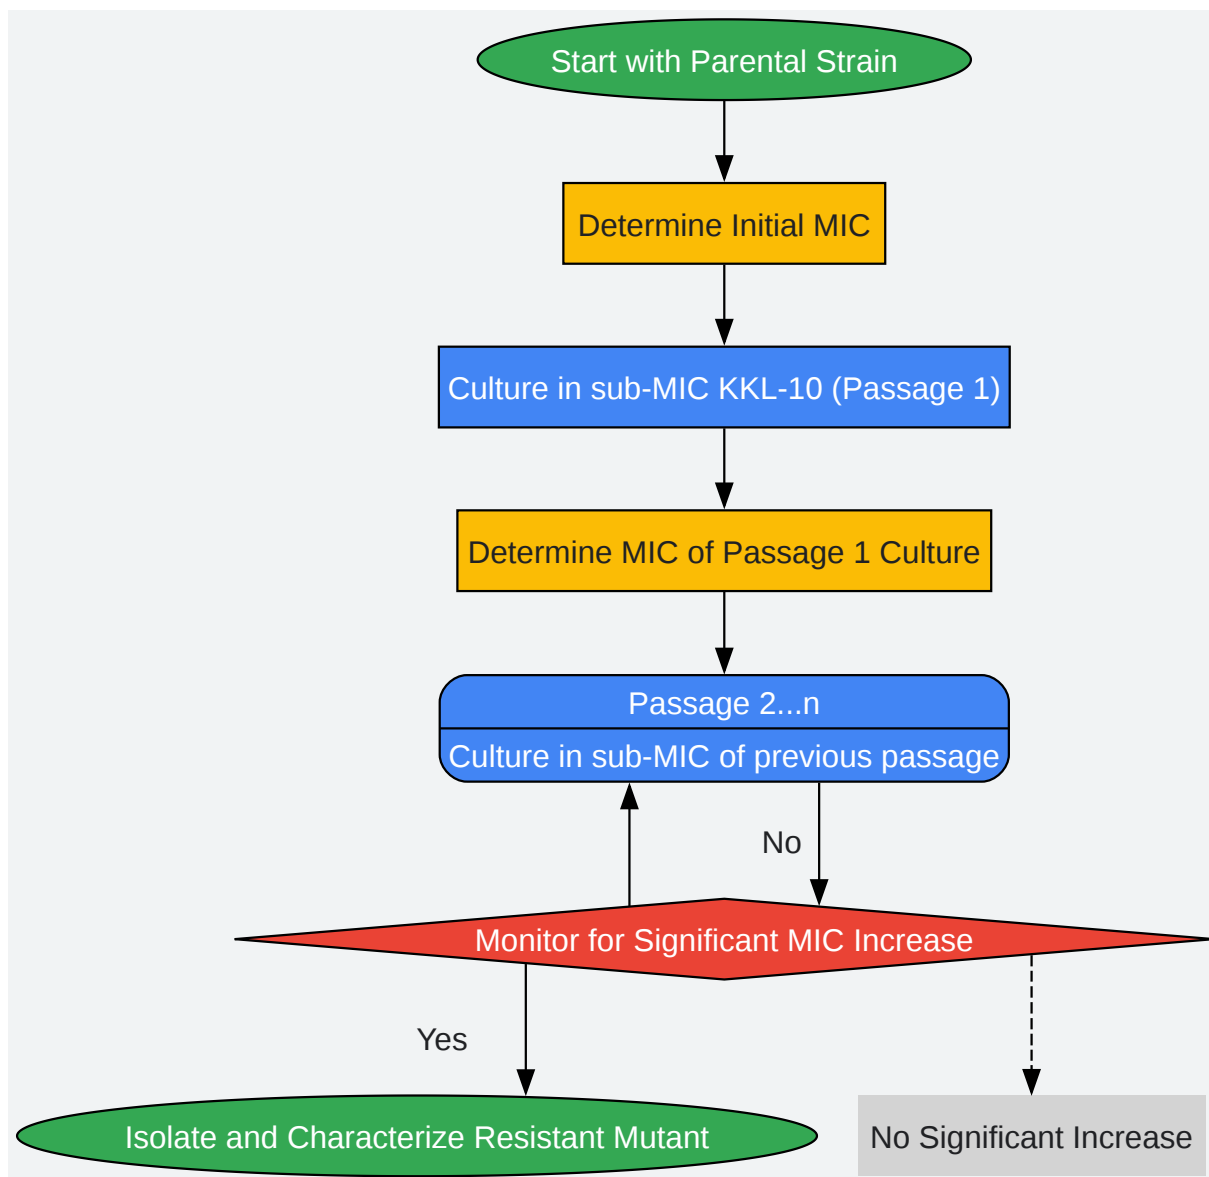 Start with Parental Strain
Determine Initial MIC
Culture in sub-MIC KKL-10 (Passage 1)
Determine MIC of Passage 1 Culture
Passage 2...n
Culture in sub-MIC of previous passage
No
Monitor for Significant MIC Increase
Yes
Isolate and Characterize Resistant Mutant
No Significant Increase